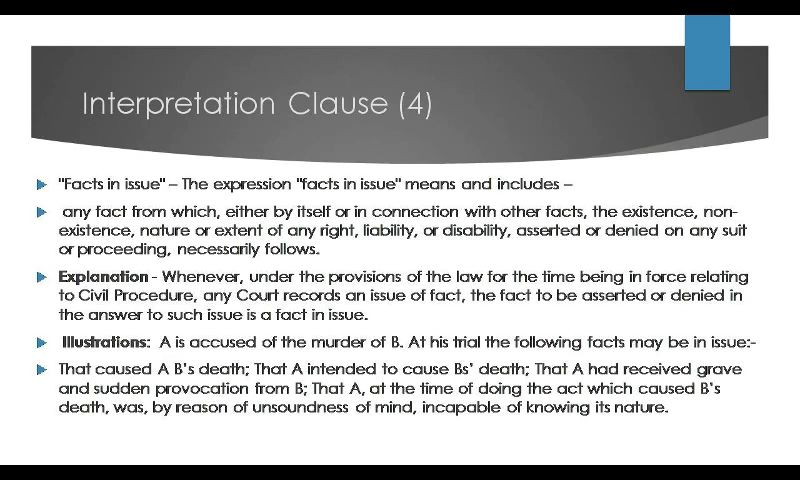 Interpretation Clause (4)
"Facts in issue" – The expression "facts in issue" means and includes –
any fact from which, either by itself or in connection with other facts, the existence, non-
existence, nature or extent of any right, liability, or disability, asserted or denied on any suit
or proceeding, necessarily follows.
Explanation - Whenever, under the provisions of the law for the time being in force relating
to Civil Procedure, any Court records an issue of fact, the fact to be asserted or denied in
the answer to such issue is a fact in issue.
Illustrations: A is accused of the murder of B. At his trial the following facts may be in issue:-
That caused A B's death; That A intended to cause Bs' death; That A had received grave
and sudden provocation from B; That A, at the time of doing the act which caused B's
death, was, by reason of unsoundness of mind, incapable of knowing its nature.